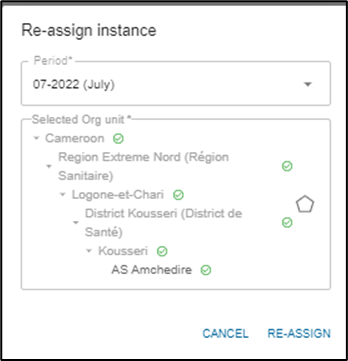 Re-assign instance
Period*
07-2022 (July)
Selected Org unit *
Cameroon
Region Extreme Nord (Région
Sanitaire)
Logone-et-Chari
District Kousseri (District de
Santé)
Kousseri
AS Amchedire
CANCEL RE-ASSIGN